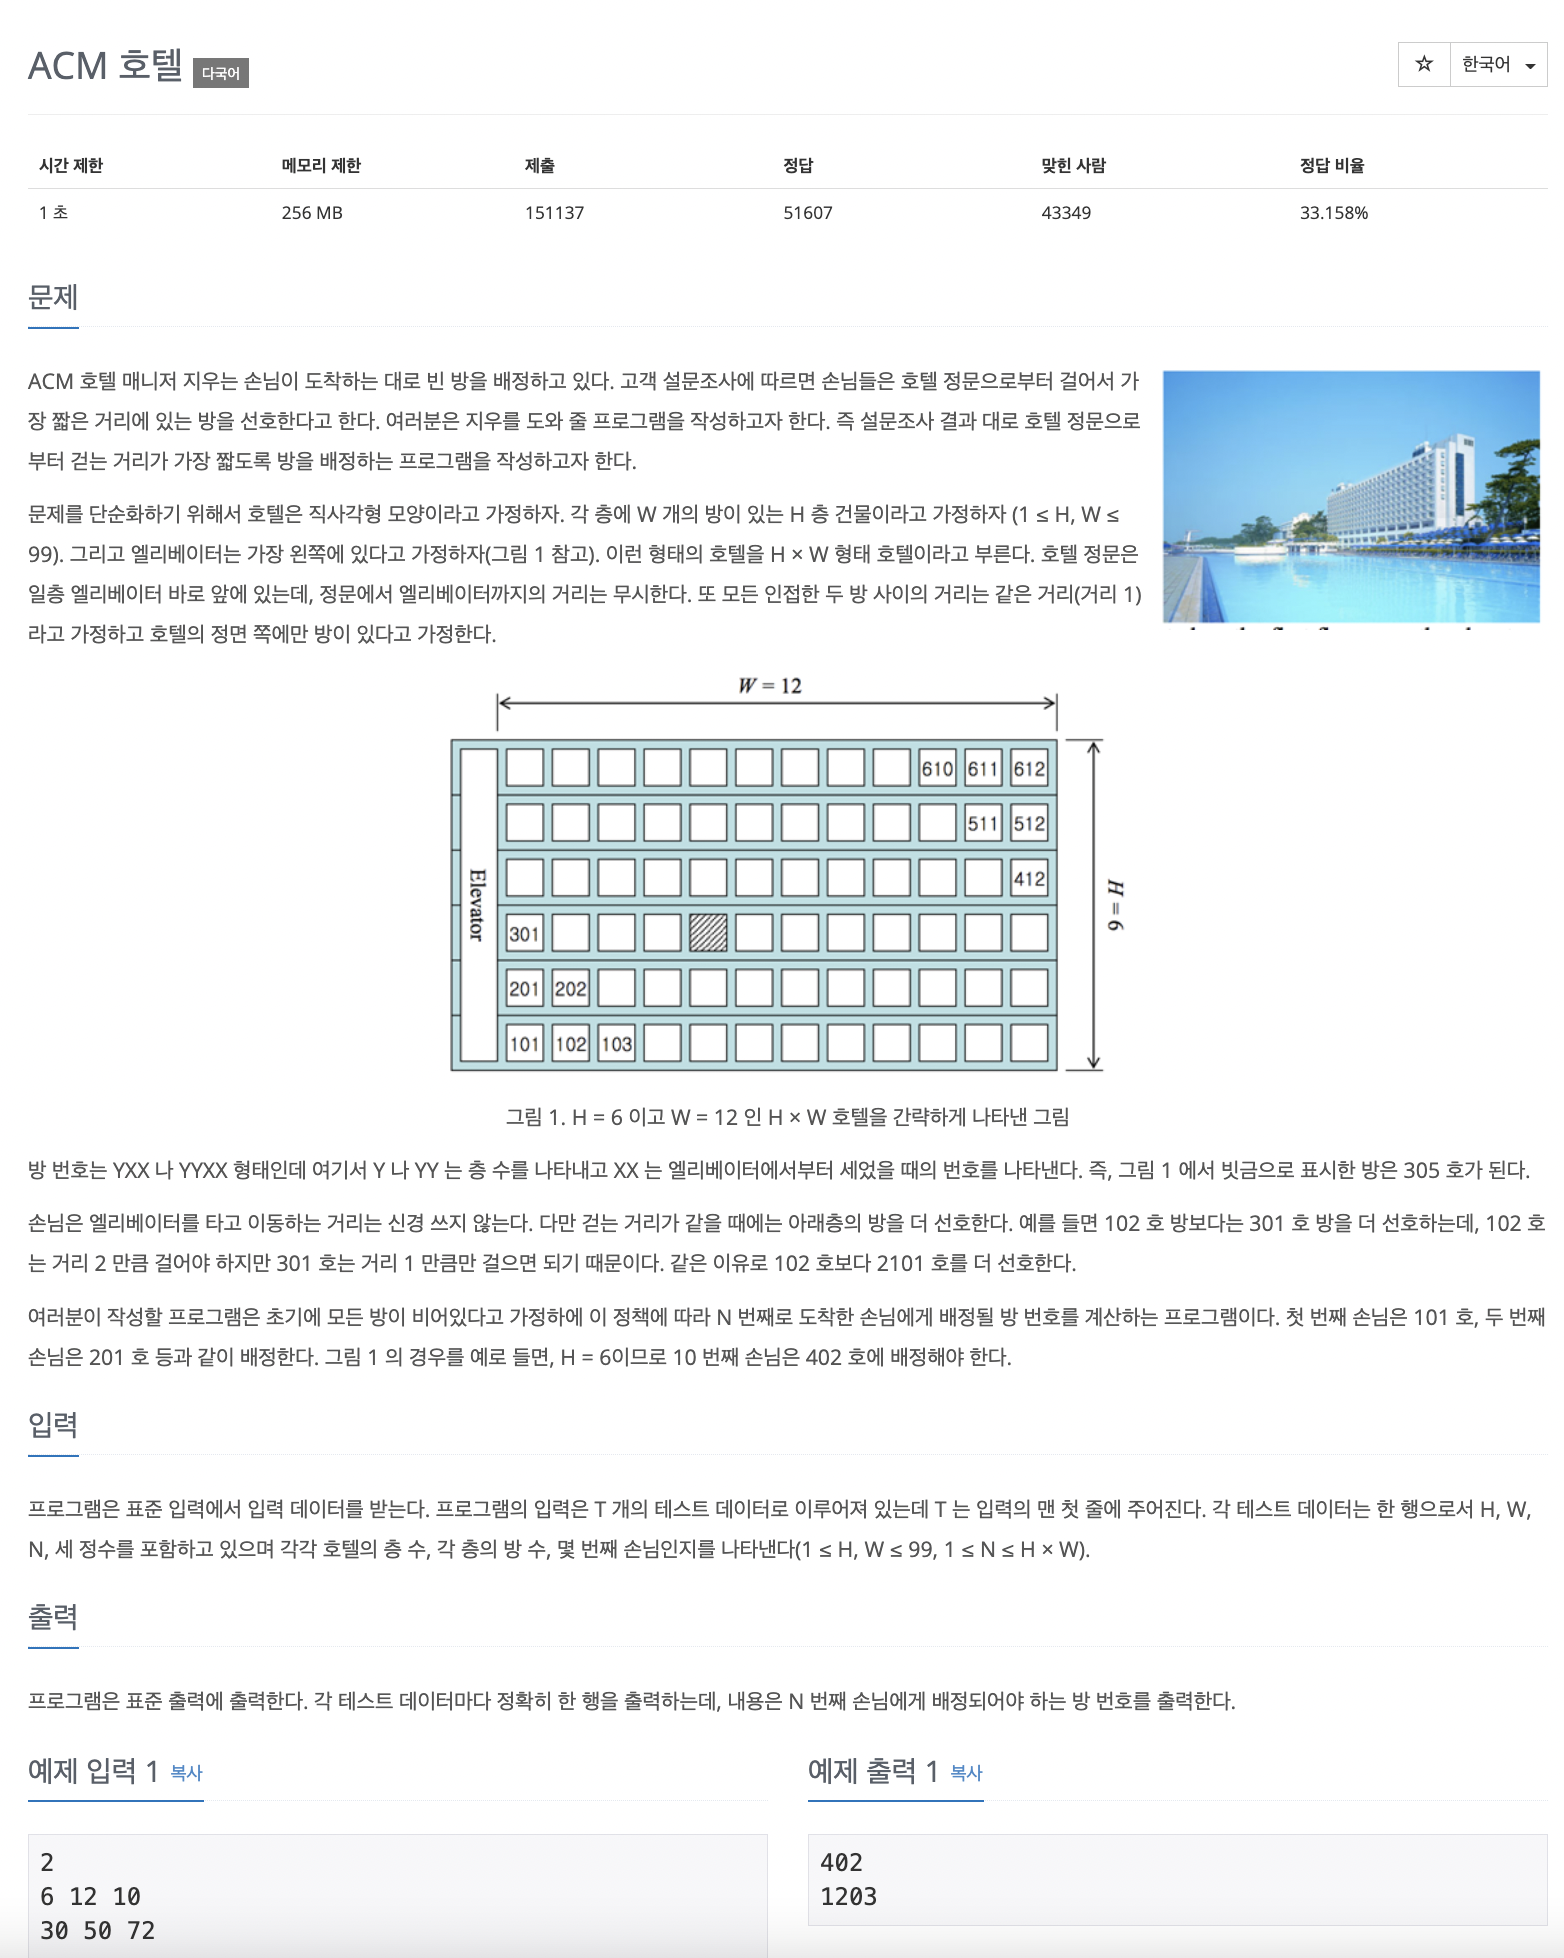 ACM 호텔 다국어
☆ 한국어
시간 제한 메모리 제한 제출 정답 맞힌 사람 정답 비율
1 초 256 MB 151137 51607 43349 33.158%
문제
ACM 호텔 매니저 지우는 손님이 도착하는 대로 빈 방을 배정하고 있다. 고객 설문조사에 따르면 손님들은 호텔 정문으로부터 걸어서 가
장 짧은 거리에 있는 방을 선호한다고 한다. 여러분은 지우를 도와 줄 프로그램을 작성하고자 한다. 즉 설문조사 결과 대로 호텔 정문으로
부터 걷는 거리가 가장 짧도록 방을 배정하는 프로그램을 작성하고자 한다.
문제를 단순화하기 위해서 호텔은 직사각형 모양이라고 가정하자. 각 층에 W 개의 방이 있는 H 층 건물이라고 가정하자 (1 ≤ H, W ≤
99). 그리고 엘리베이터는 가장 왼쪽에 있다고 가정하자(그림 1 참고). 이런 형태의 호텔을 H × W 형태 호텔이라고 부른다. 호텔 정문은
일층 엘리베이터 바로 앞에 있는데, 정문에서 엘리베이터까지의 거리는 무시한다. 또 모든 인접한 두 방 사이의 거리는 같은 거리(거리 1)
라고 가정하고 호텔의 정면 쪽에만 방이 있다고 가정한다.
W = 12
610 611 612
511 512
412
301
201 202
101 102 103
Elevator
H = 6
그림 1. H = 6 이고 W = 12 인 H × W 호텔을 간략하게 나타낸 그림
방 번호는 YXX 나 YYXX 형태인데 여기서 Y 나 YY 는 층 수를 나타내고 XX 는 엘리베이터에서부터 세었을 때의 번호를 나타낸다. 즉, 그림 1 에서 빗금으로 표시한 방은 305 호가 된다.
손님은 엘리베이터를 타고 이동하는 거리는 신경 쓰지 않는다. 다만 걷는 거리가 같을 때에는 아래층의 방을 더 선호한다. 예를 들면 102 호 방보다는 301 호 방을 더 선호하는데, 102 호
는 거리 2 만큼 걸어야 하지만 301 호는 거리 1 만큼만 걸으면 되기 때문이다. 같은 이유로 102 호보다 2101 호를 더 선호한다.
여러분이 작성할 프로그램은 초기에 모든 방이 비어있다고 가정하에 이 정책에 따라 N 번째로 도착한 손님에게 배정될 방 번호를 계산하는 프로그램이다. 첫 번째 손님은 101 호, 두 번째
손님은 201 호 등과 같이 배정한다. 그림 1 의 경우를 예로 들면, H = 6이므로 10 번째 손님은 402 호에 배정해야 한다.
입력
프로그램은 표준 입력에서 입력 데이터를 받는다. 프로그램의 입력은 T 개의 테스트 데이터로 이루어져 있는데 T 는 입력의 맨 첫 줄에 주어진다. 각 테스트 데이터는 한 행으로서 H, W,
N, 세 정수를 포함하고 있으며 각각 호텔의 층 수, 각 층의 방 수, 몇 번째 손님인지를 나타낸다(1 ≤ H, W ≤ 99, 1 ≤ N ≤ H × W).
출력
프로그램은 표준 출력에 출력한다. 각 테스트 데이터마다 정확히 한 행을 출력하는데, 내용은 N 번째 손님에게 배정되어야 하는 방 번호를 출력한다.
예제 입력 1 복사
2
6 12 10
30 50 72
예제 출력 1 복사
402
1203